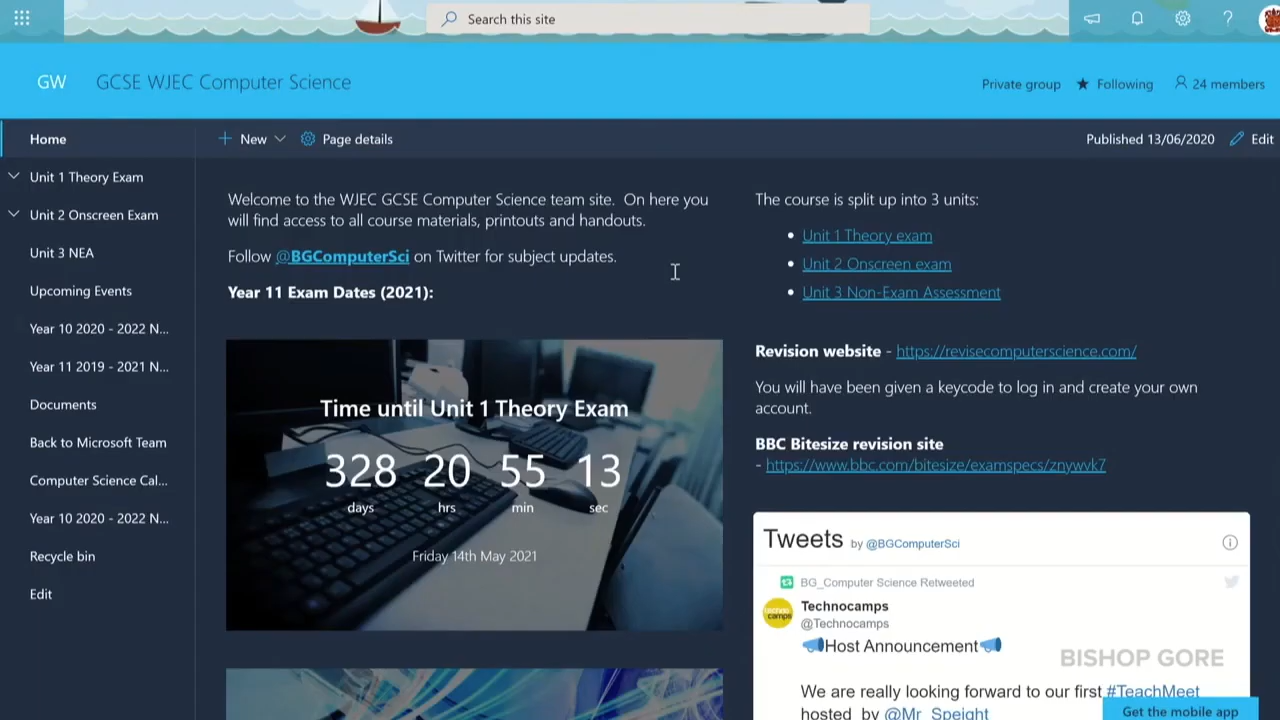 Search this site
GW GCSE WJEC Computer Science
Private group Following 24 members
Home
Unit 1 Theory Exam
Unit 2 Onscreen Exam
Unit 3 NEA
Upcoming Events
Year 10 2020 - 2022 N...
Year 11 2019 - 2021 N...
Documents
Back to Microsoft Team
Computer Science Cal...
Year 10 2020 - 2022 N...
Recycle bin
Edit
New Page details
Published 13/06/2020 Edit
Welcome to the WJEC GCSE Computer Science team site. On here you
will find access to all course materials, printouts and handouts.
Follow @BGComputerSci on Twitter for subject updates.
Year 11 Exam Dates (2021):
Time until Unit 1 Theory Exam
328 20 55 13
days hrs min sec
Friday 14th May 2021
The course is split up into 3 units:
• Unit 1 Theory exam
• Unit 2 Onscreen exam
• Unit 3 Non-Exam Assessment
Revision website - https://revisecomputerscience.com/
You will have been given a keycode to log in and create your own
account.
BBC Bitesize revision site
- https://www.bbc.com/bitesize/examspecs/znywvk7
Tweets by @BGComputerSci
BG_Computer Science Retweeted
technocamps
Technocamps
@Technocamps
Host Announcement
BISHOP GORE
We are really looking forward to our first #TeachMeet
hosted by @Mr_Speight
Get the mobile app